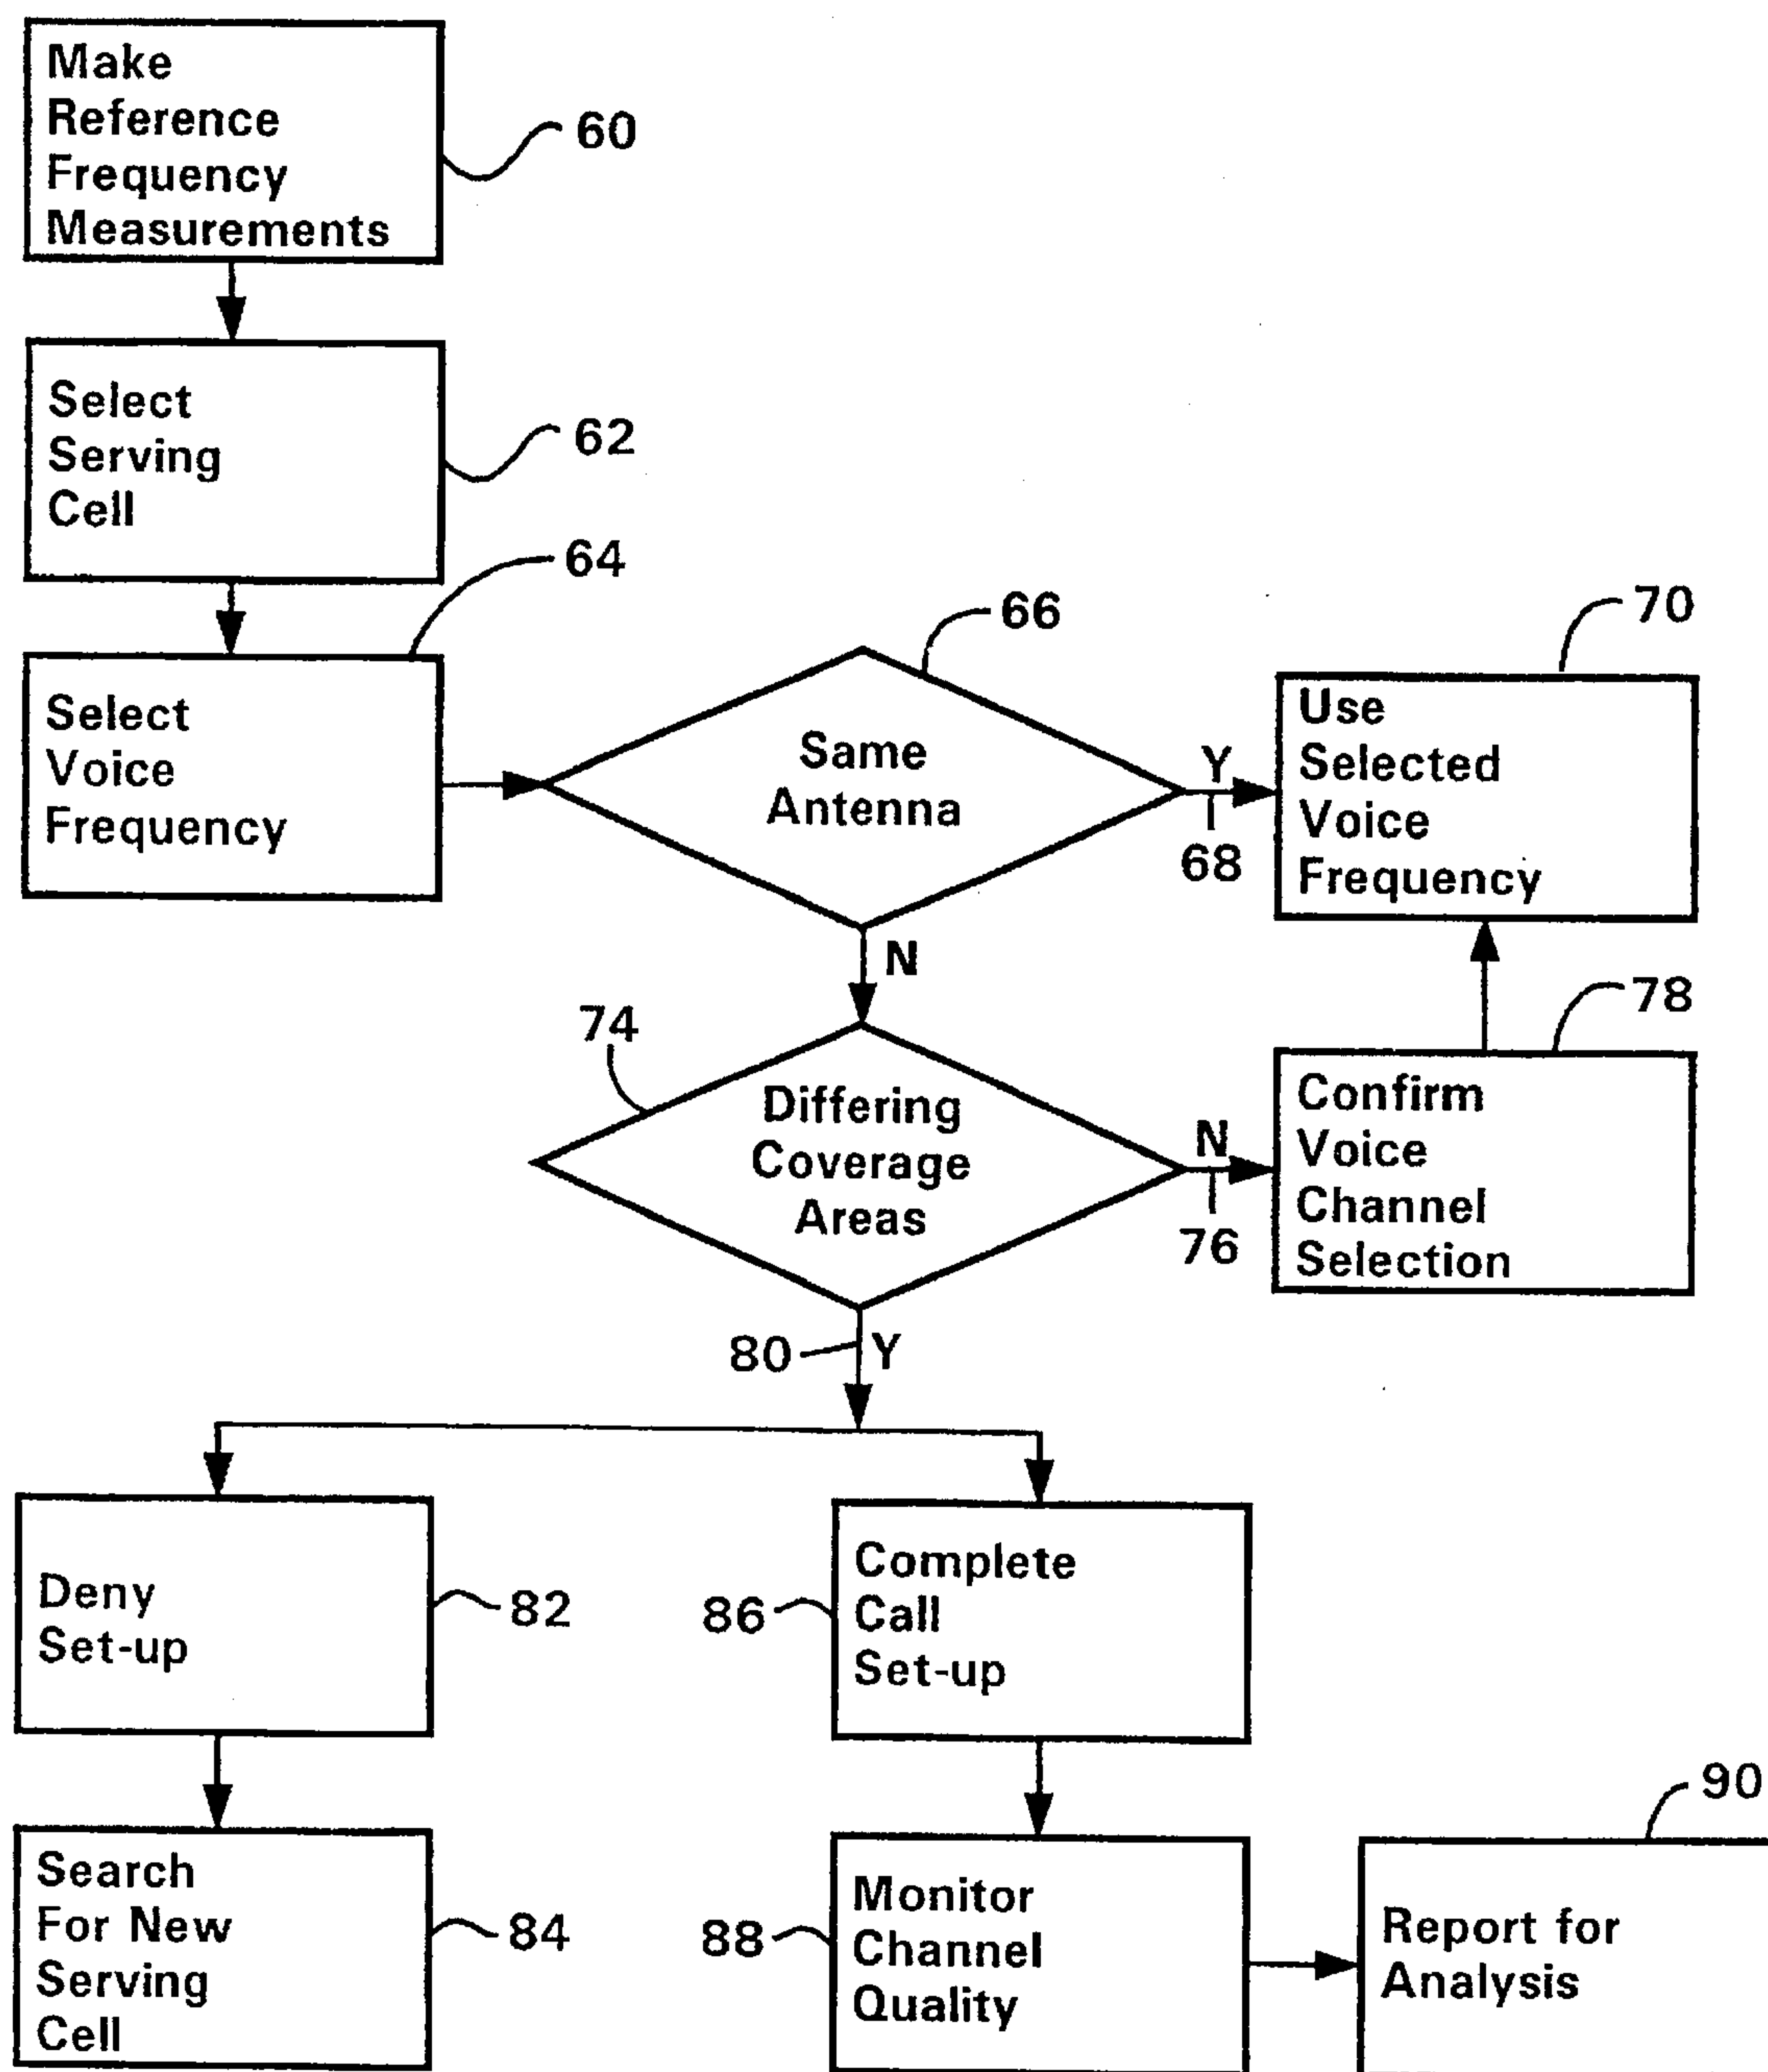 Make
Reference
Frequency
Measurements
60
Select
Serving
Cell
62
64
Select
Voice
Frequency
66
Same
Antenna
Y
68
70
Use
Selected
Voice
Frequency
N
74
Differing
Coverage
Areas
N
76
78
Confirm
Voice
Channel
Selection
80
Y
Deny
Set-up
82
86
Complete
Call
Set-up
Search
For New
Serving
Cell
84
88
Monitor
Channel
Quality
90
Report for
Analysis